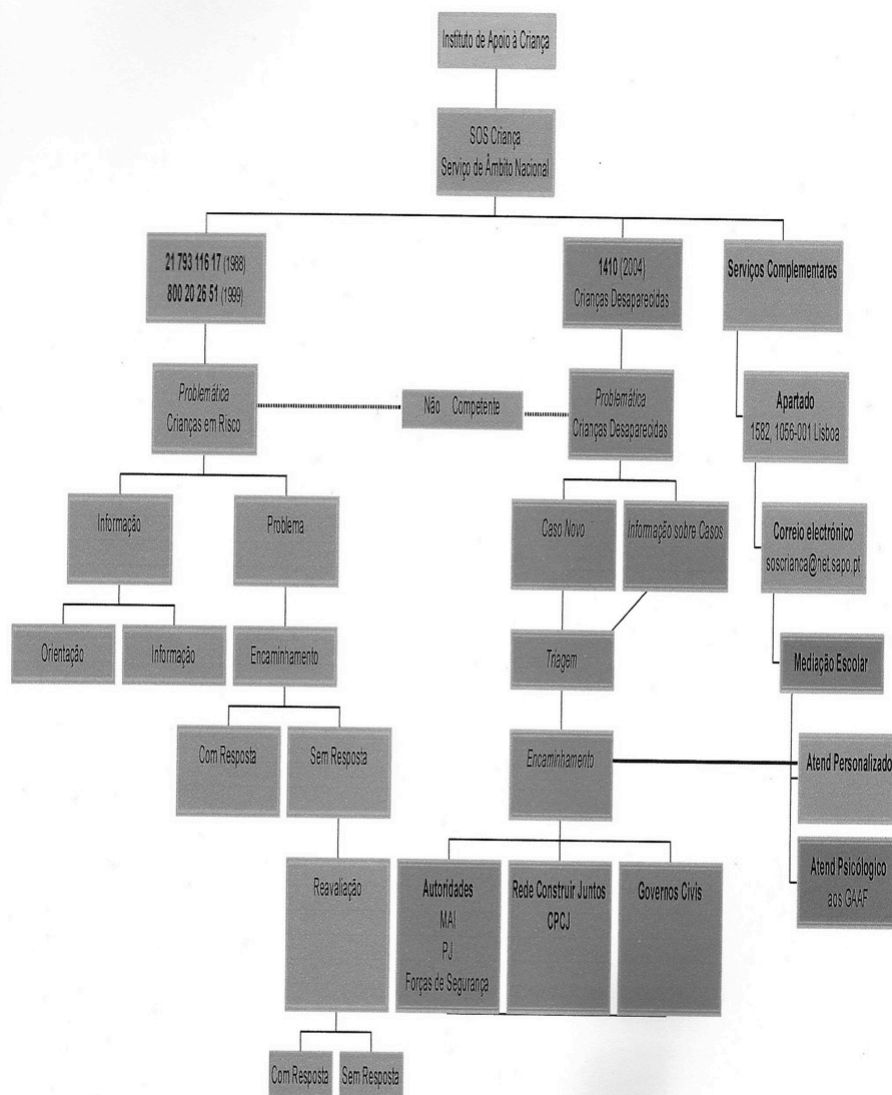 Instituto de Apoio à Criança
SOS Criança
Serviço de Âmbito Nacional
21 793 116 17 (1988)
800 20 26 51 (1999)
1410 (2004)
Crianças Desaparecidas
Serviços Complementares
Problemática
Crianças em Risco
Não Competente
Problemática
Crianças Desaparecidas
Apartado
1582, 1056-001 Lisboa
Informação
Problema
Caso Novo
Informação sobre Casos
Correio electrónico
soscrianca@net.sapo.pt
Orientação
Informação
Encaminhamento
Triagem
Mediação Escolar
Com Resposta
Sem Resposta
Encaminhamento
Atend Personalizado
Reavaliação
Autoridades
MAI
PJ
Forças de Segurança
Rede Construir Juntos
CPCJ
Governos Civis
Atend Psicólogico
aos GAAF
Com Resposta
Sem Resposta